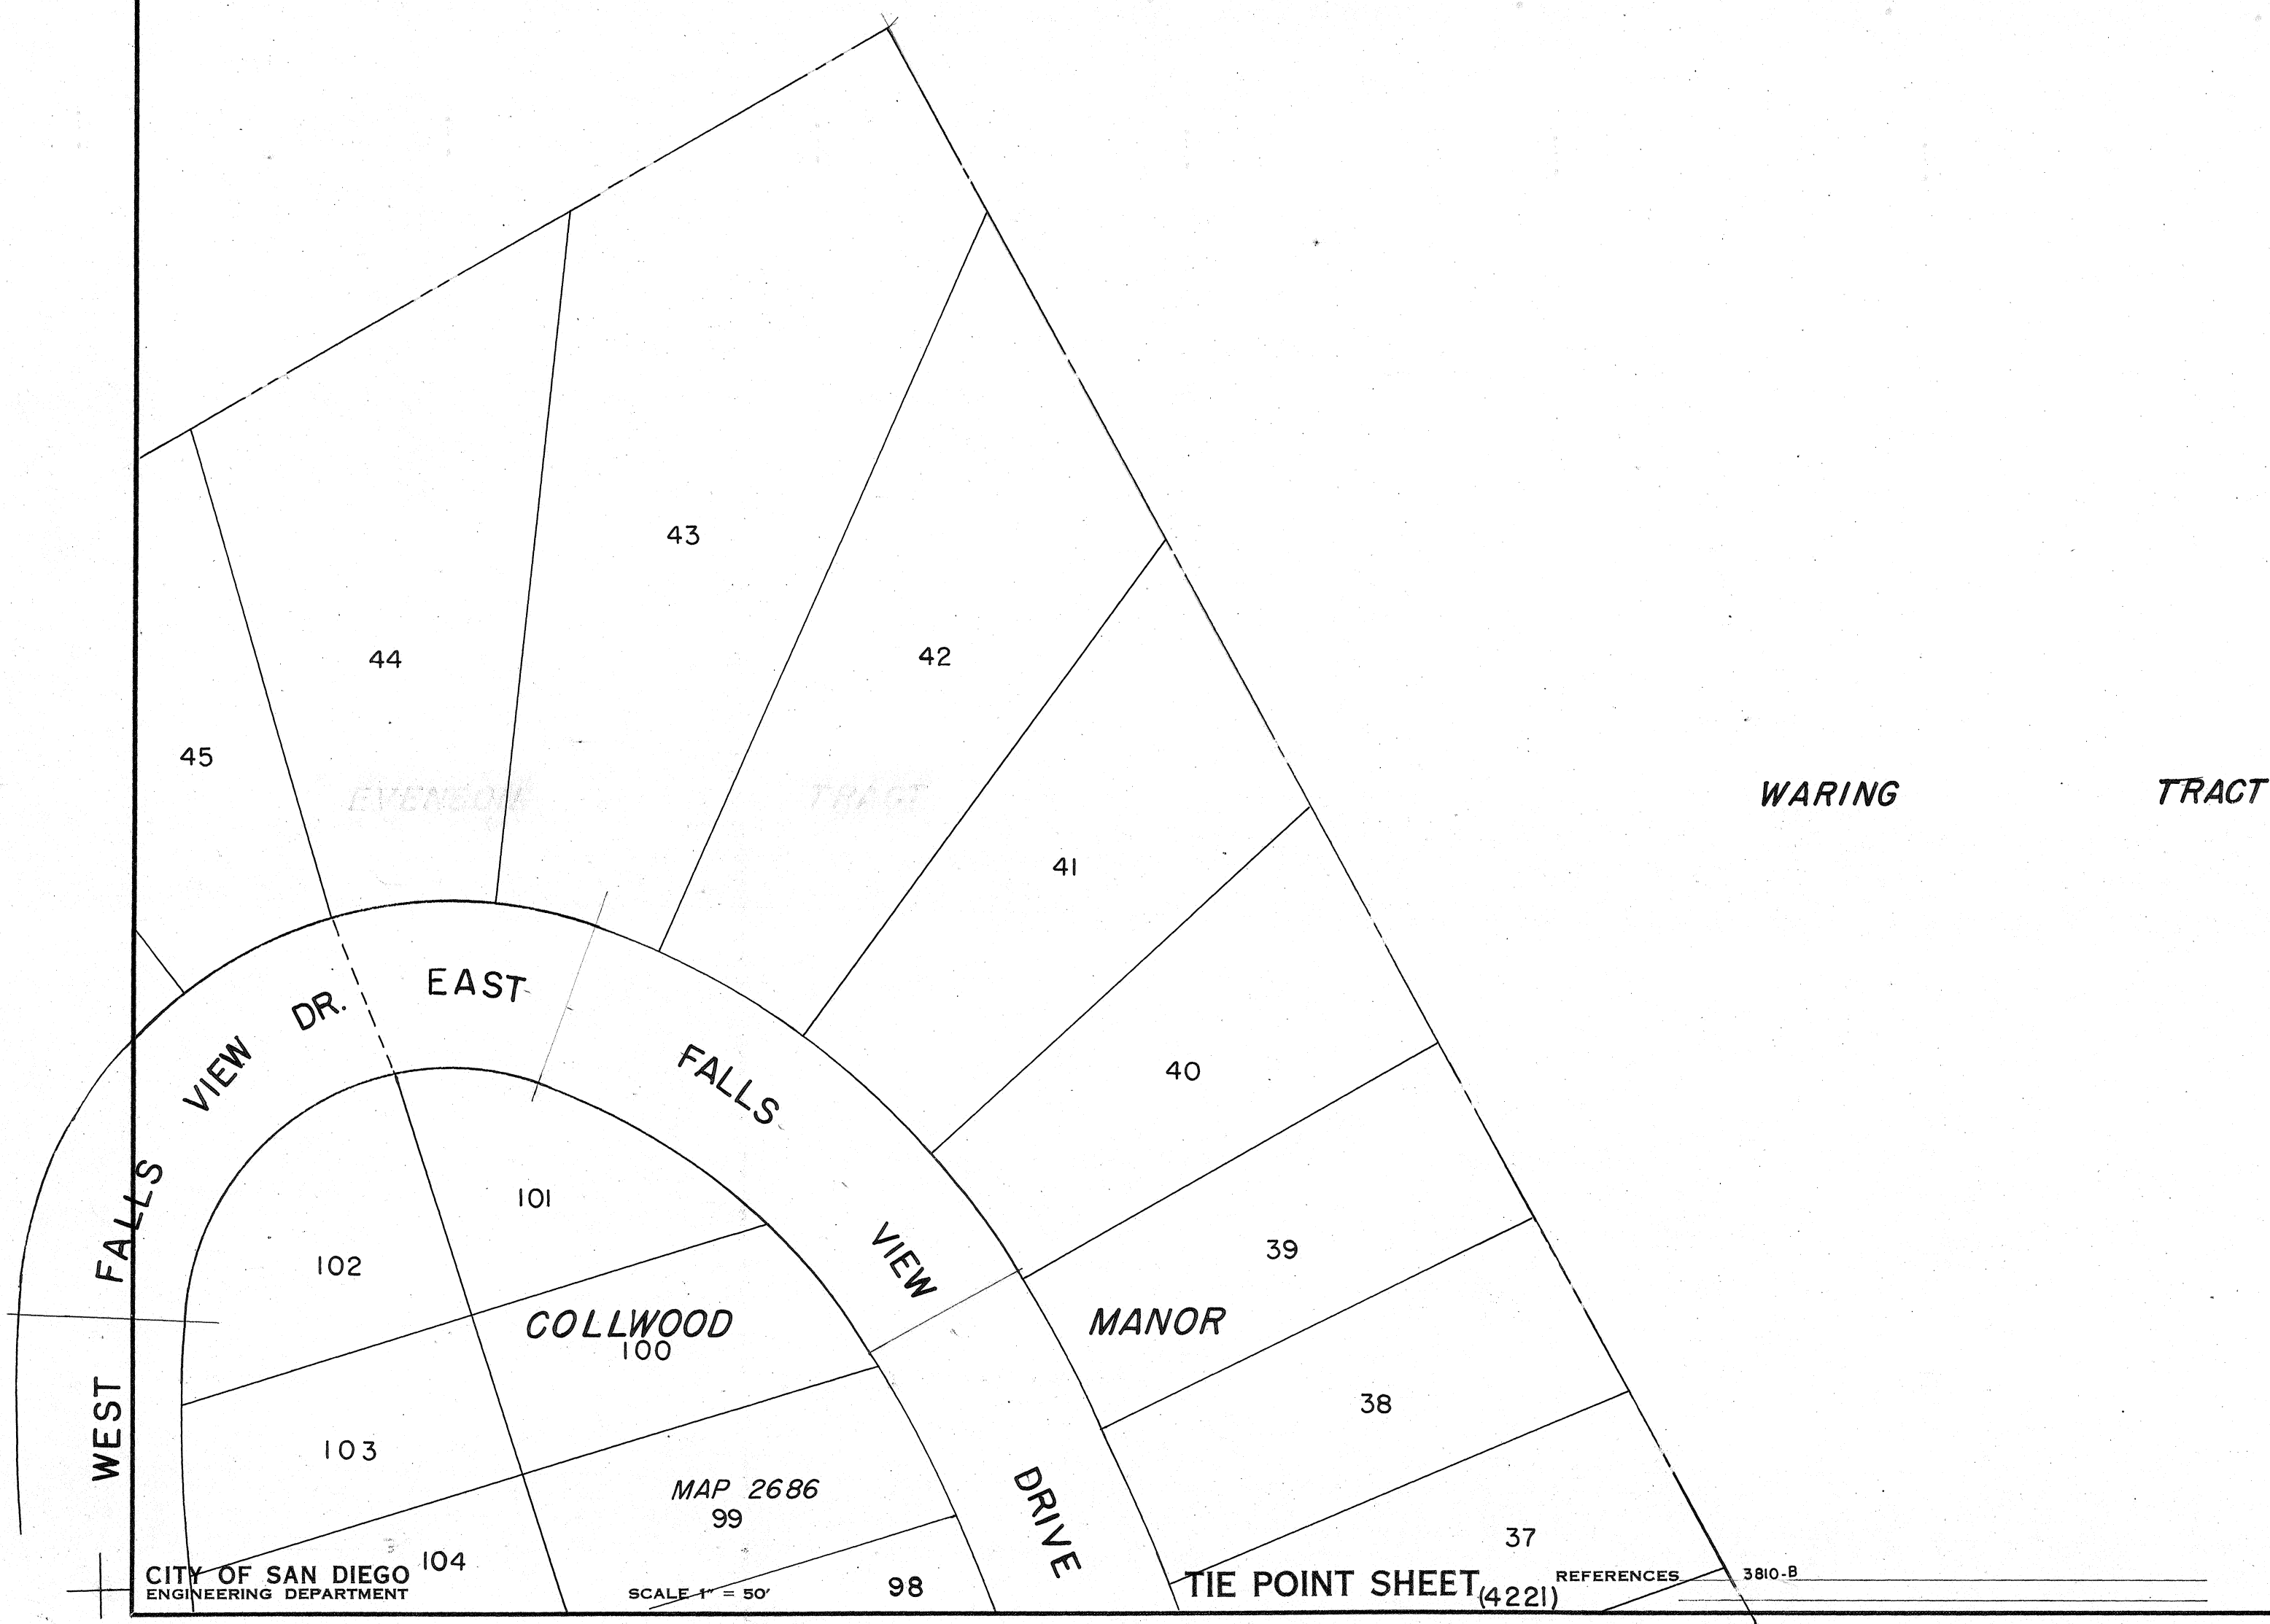 43
44
42
45
EVENSON TRACT
WARING TRACT
41
EAST FALLS VIEW DRIVE
WEST FALLS VIEW DR.
40
101
39
102
COLLWOOD MANOR
100
38
103
MAP 2686
99
37
104
98
CITY OF SAN DIEGO
ENGINEERING DEPARTMENT
SCALE 1" = 50'
TIE POINT SHEET (4221)
REFERENCES 3810-B